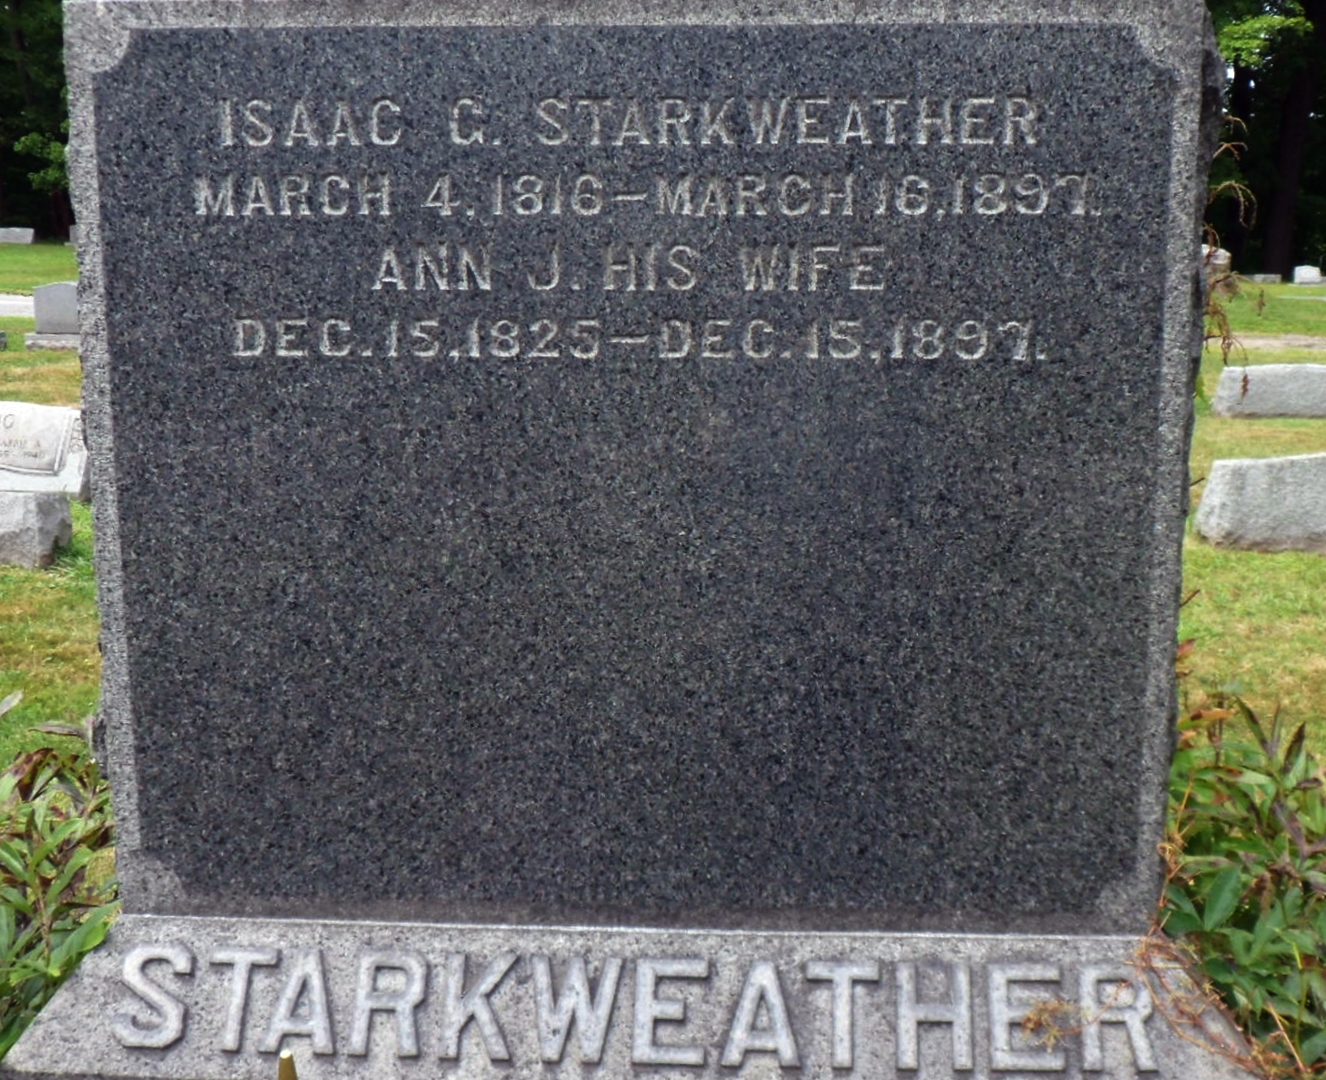 ISAAC G. STARKWEATHER
MARCH 4, 1816–MARCH 16, 1897.
ANN J. HIS WIFE
DEC. 15, 1825–DEC. 15, 1897.
STARKWEATHER